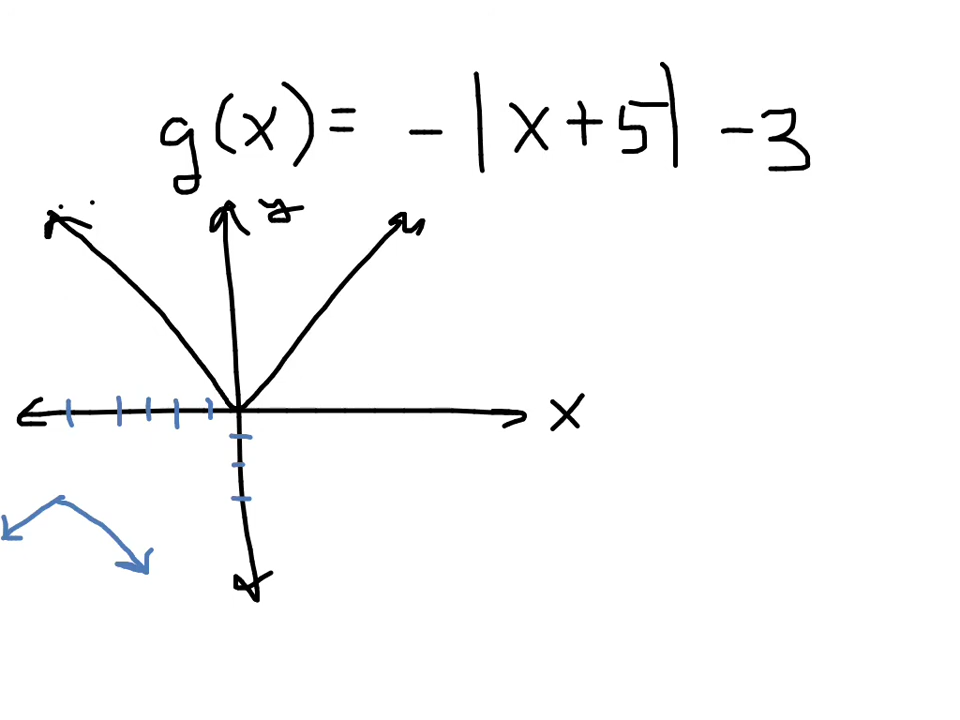 g(x) = -|x+5| -3
y
x